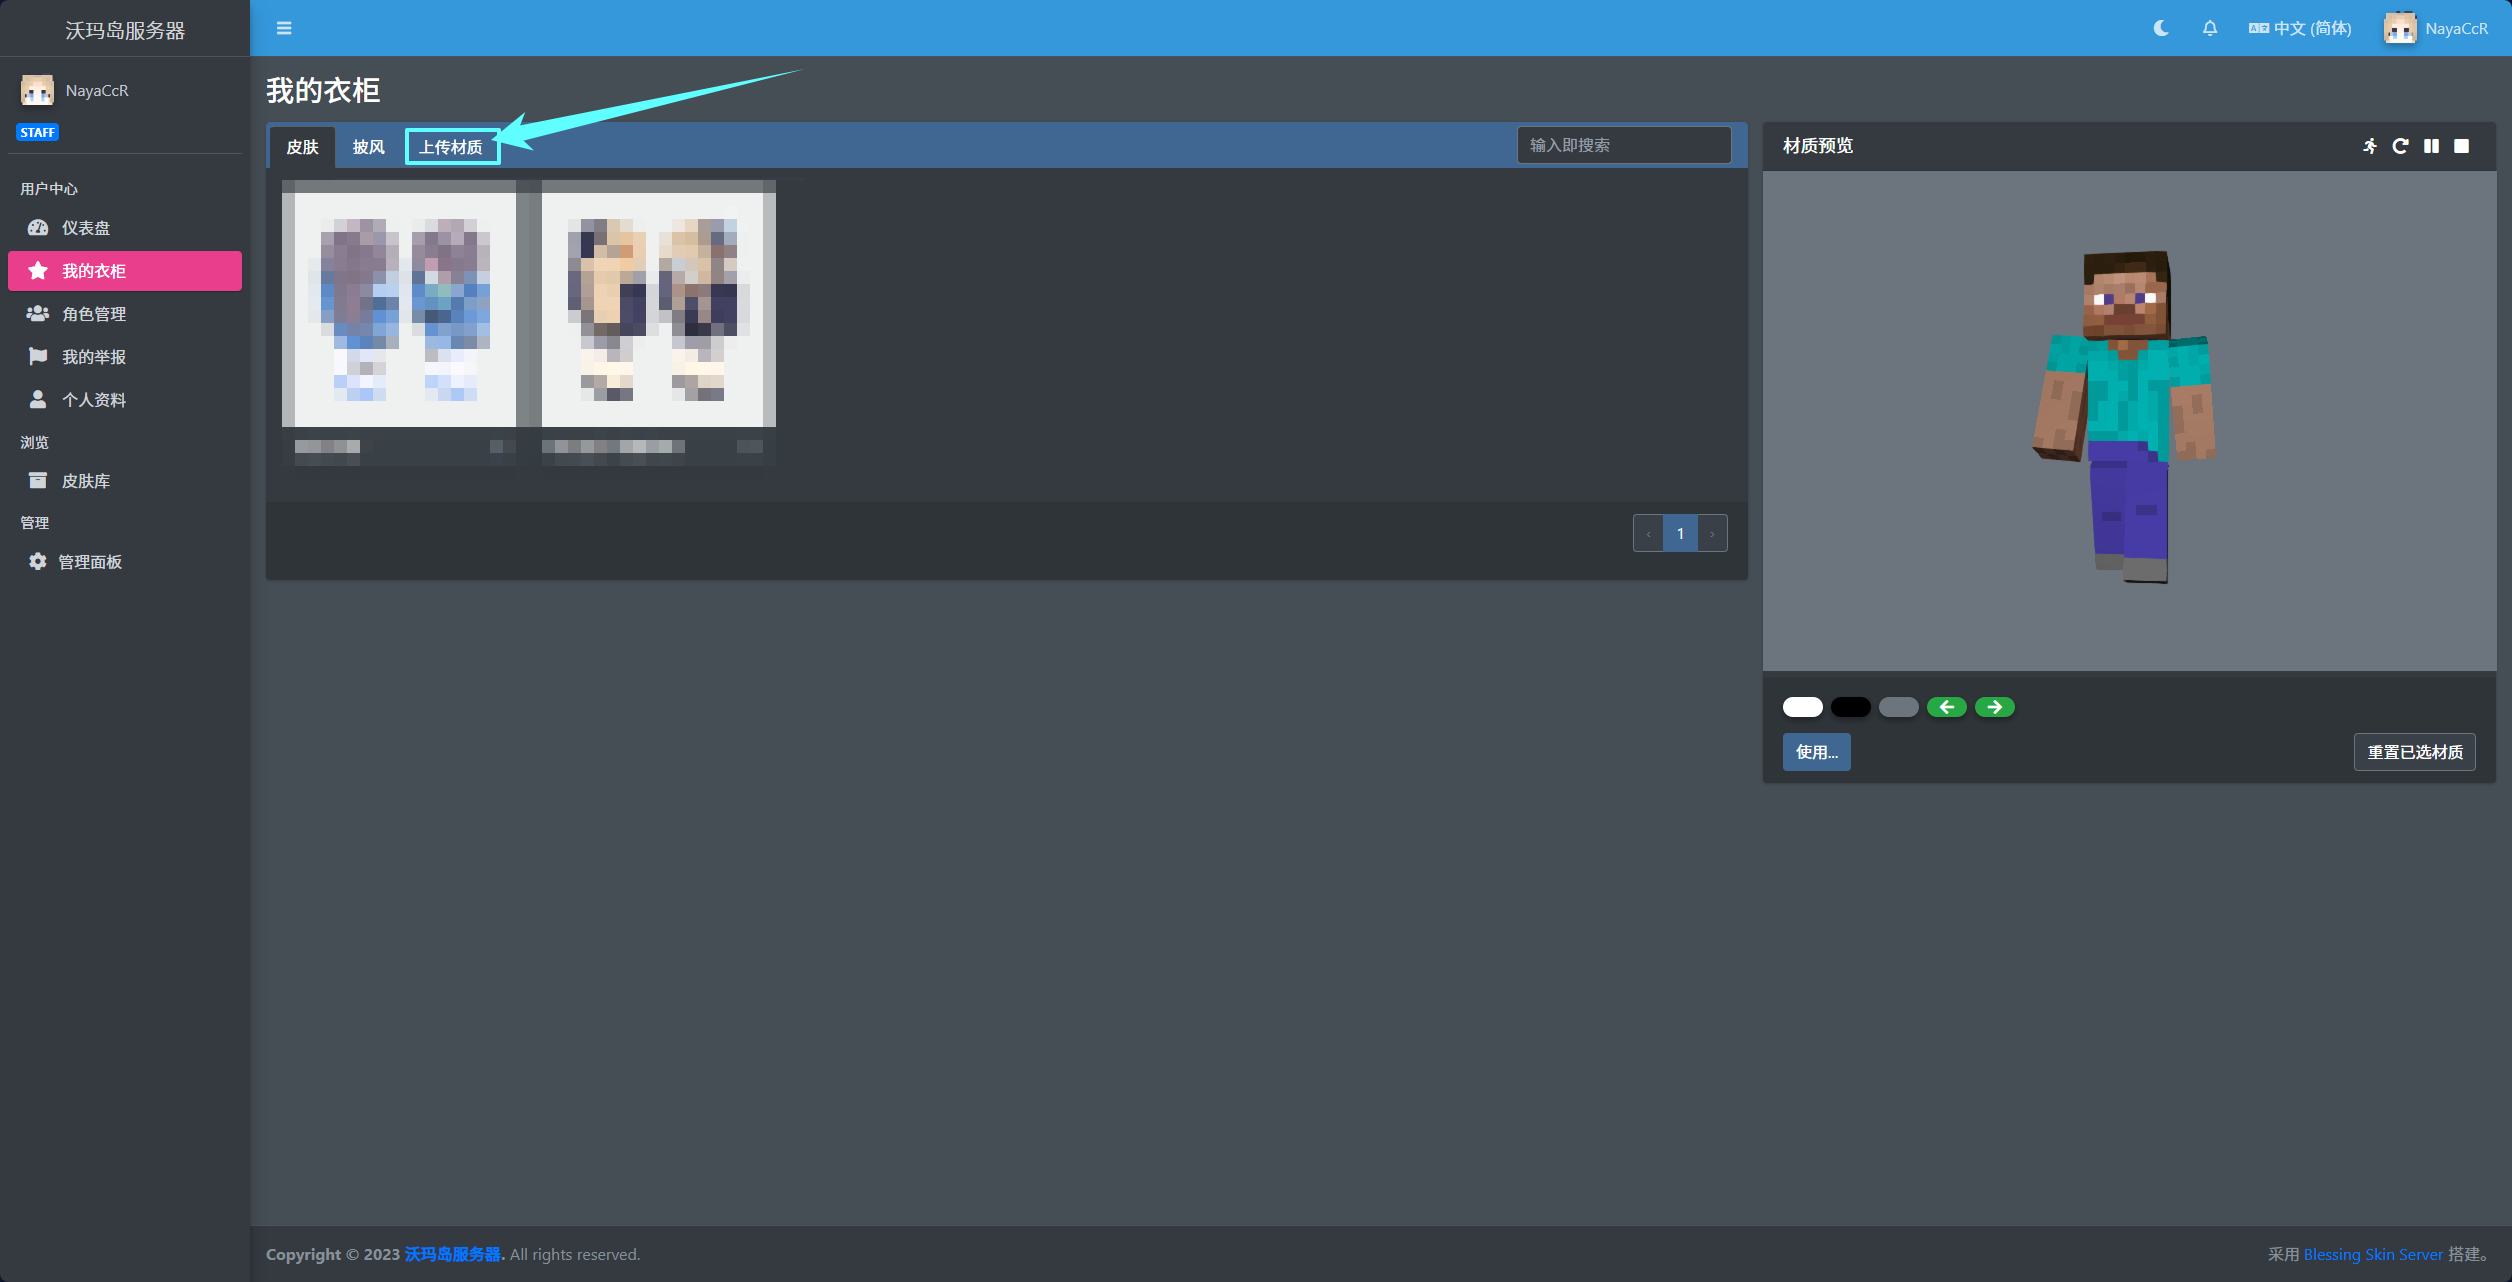 沃玛岛服务器
中文 (简体)
NayaCcR
NayaCcR
STAFF
用户中心
仪表盘
我的衣柜
角色管理
我的举报
个人资料
浏览
皮肤库
管理
管理面板
我的衣柜
皮肤
披风
上传材质
输入即搜索
‹ 1 ›
材质预览
使用...
重置已选材质
Copyright © 2023 沃玛岛服务器. All rights reserved.
采用 Blessing Skin Server 搭建。